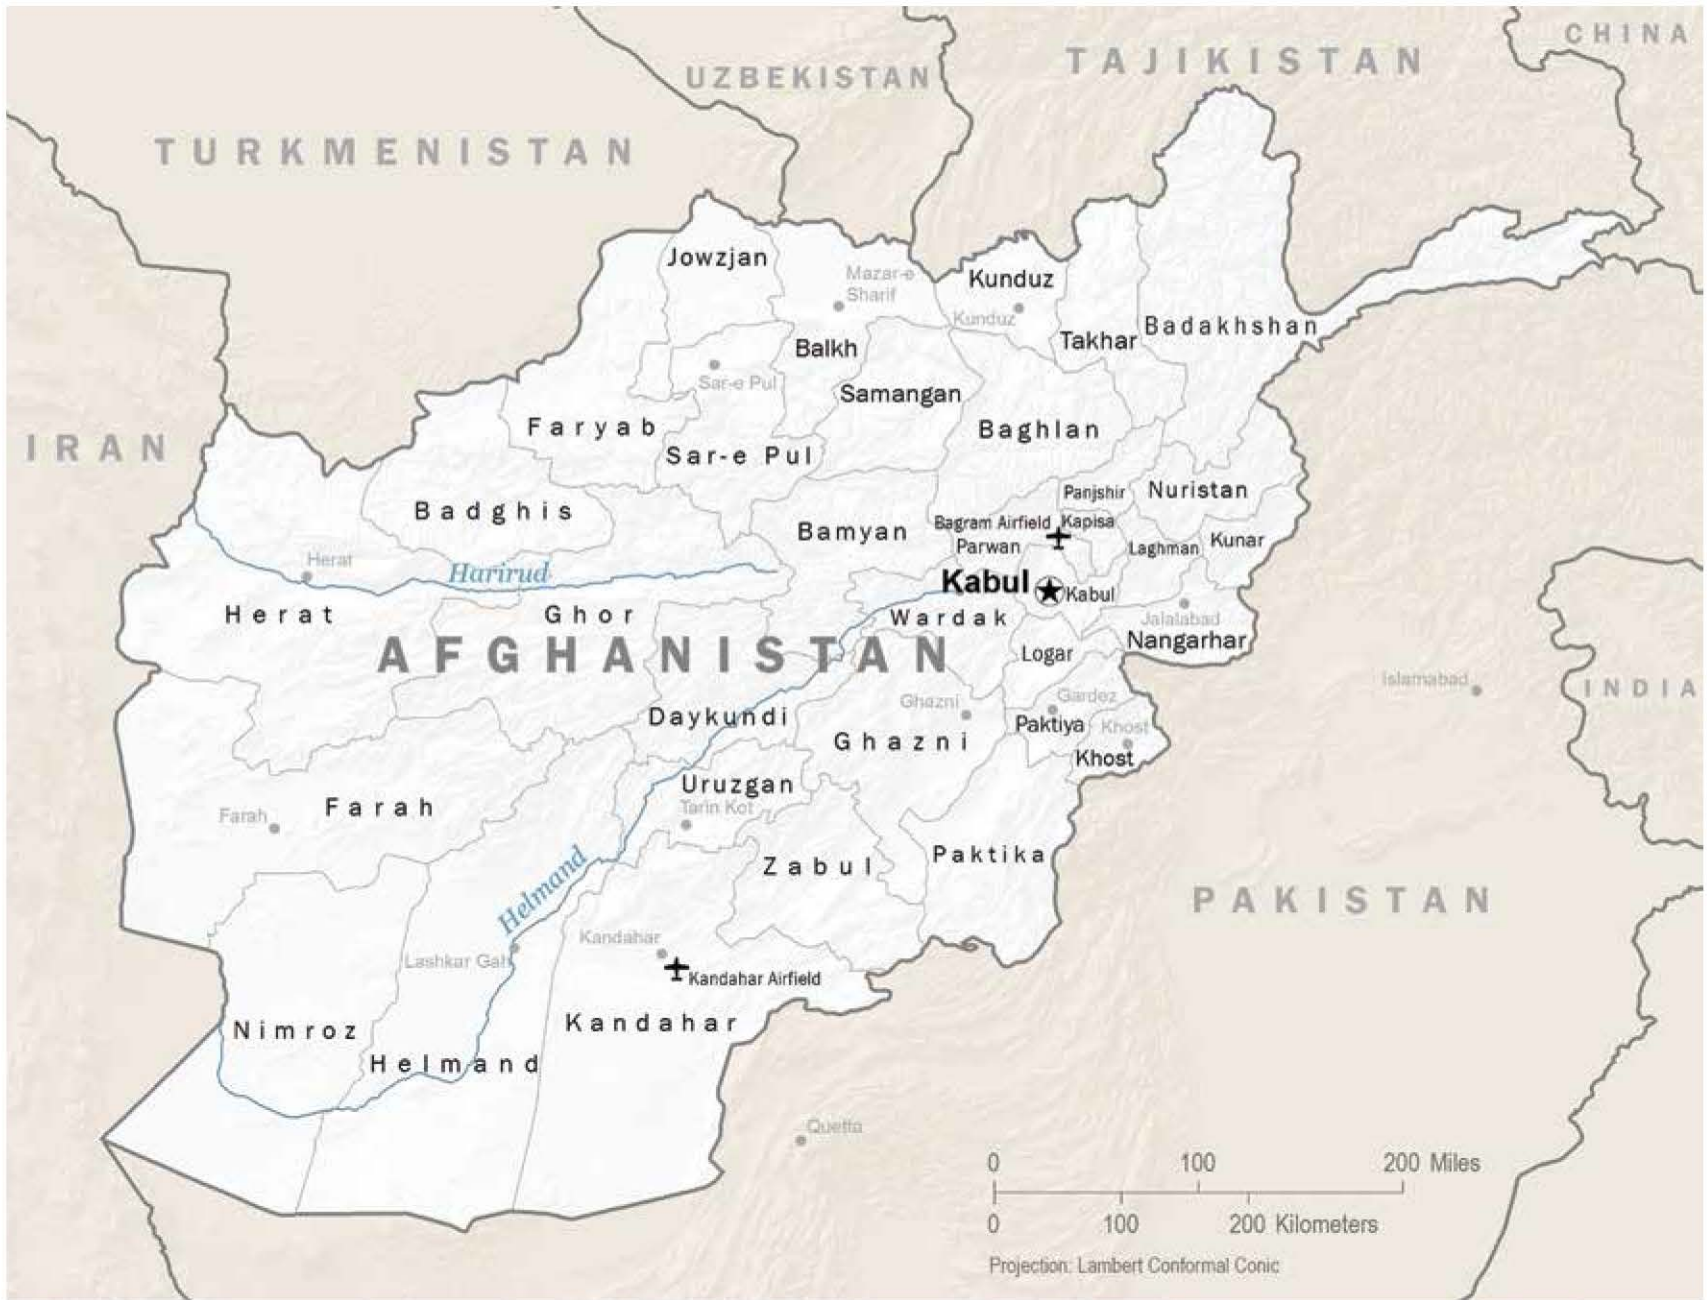 CHINA
TAJIKISTAN
UZBEKISTAN
TURKMENISTAN
Jowzjan
Mazar-e
Sharif
Kunduz
Kunduz
Badakhshan
Takhar
Balkh
Sar-e Pul
Samangan
Faryab
Baghlan
IRAN
Sar-e Pul
Panjshir
Nuristan
Badghis
Bamyan
Bagram Airfield
Kapisa
Parwan
Laghman
Kunar
Herat
Harirud
Kabul
Kabul
Herat
Ghor
Wardak
Jalalabad
Nangarhar
AFGHANISTAN
Logar
Islamabad
INDIA
Ghazni
Gardez
Daykundi
Paktiya
Khost
Ghazni
Khost
Uruzgan
Tarin Kot
Farah
Farah
Helmand
Zabul
Paktika
PAKISTAN
Kandahar
Lashkar Gah
Kandahar Airfield
Nimroz
Kandahar
Helmand
Quetta
0 100 200 Miles
0 100 200 Kilometers
Projection: Lambert Conformal Conic